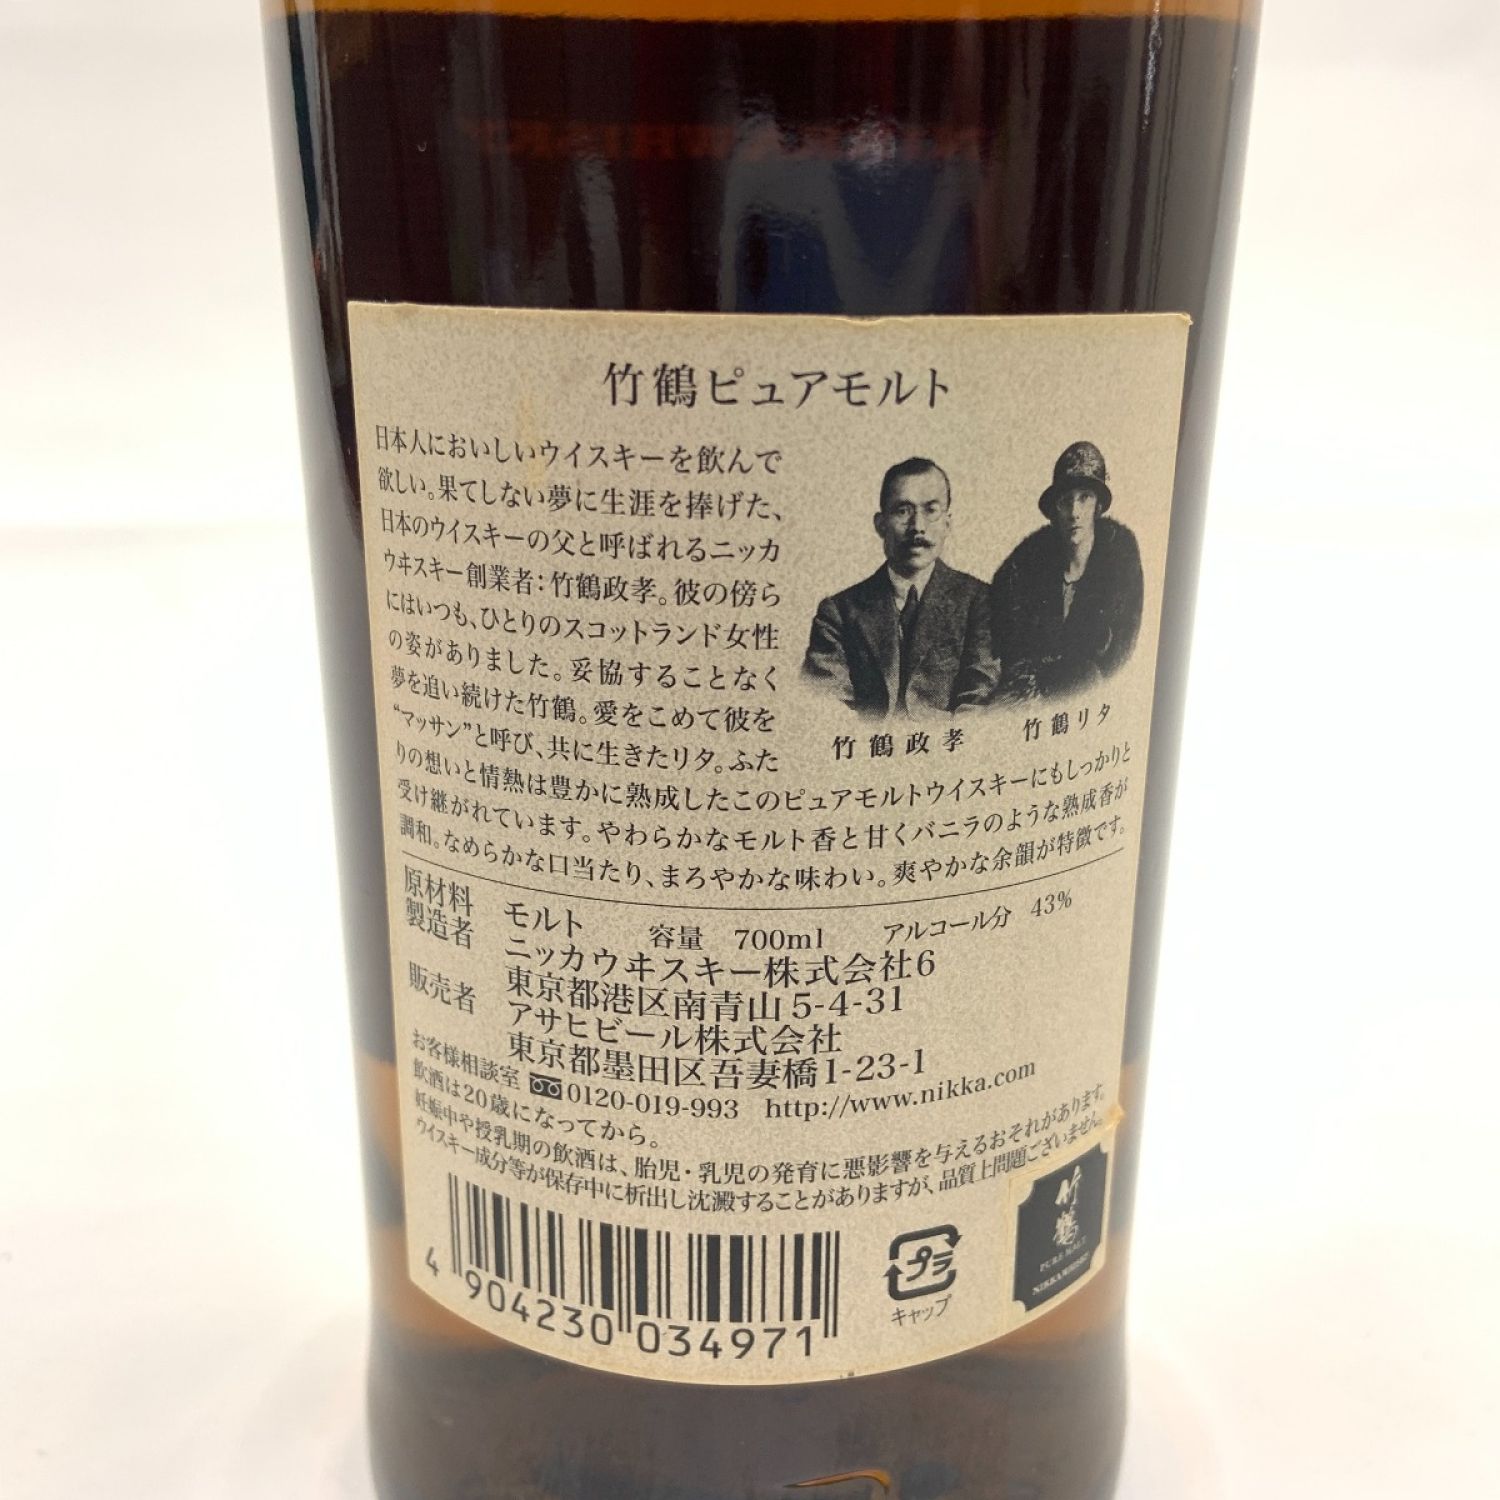 竹鶴ピュアモルト
日本人においしいウイスキーを飲んで
欲しい。果てしない夢に生涯を捧げた、
日本のウイスキーの父と呼ばれるニッカ
ウヰスキー創業者：竹鶴政孝。彼の傍ら
にはいつも、ひとりのスコットランド女性
の姿がありました。妥協することなく
夢を追い続けた竹鶴。愛をこめて彼を
“マッサン”と呼び、共に生きたリタ。ふた
りの想いと情熱は豊かに熟成したこのピュアモルトウイスキーにもしっかりと
受け継がれています。やわらかなモルト香と甘くバニラのような熟成香が
調和。なめらかな口当たり、まろやかな味わい。爽やかな余韻が特徴です。
竹鶴政孝
竹鶴リタ
原材料 モルト 容量 700ml アルコール分 43%
製造者 ニッカウヰスキー株式会社6
東京都港区南青山5-4-31
販売者 アサヒビール株式会社
東京都墨田区吾妻橋1-23-1
お客様相談室 0120-019-993 http://www.nikka.com
飲酒は20歳になってから。
妊娠中や授乳期の飲酒は、胎児・乳児の発育に悪影響を与えるおそれがあります。
ウイスキー成分等が保存中に析出し沈澱することがありますが、品質上問題ございません。
4 904230 034971
プラ
キャップ
竹鶴
PURE MALT
NIKKA WHISKY